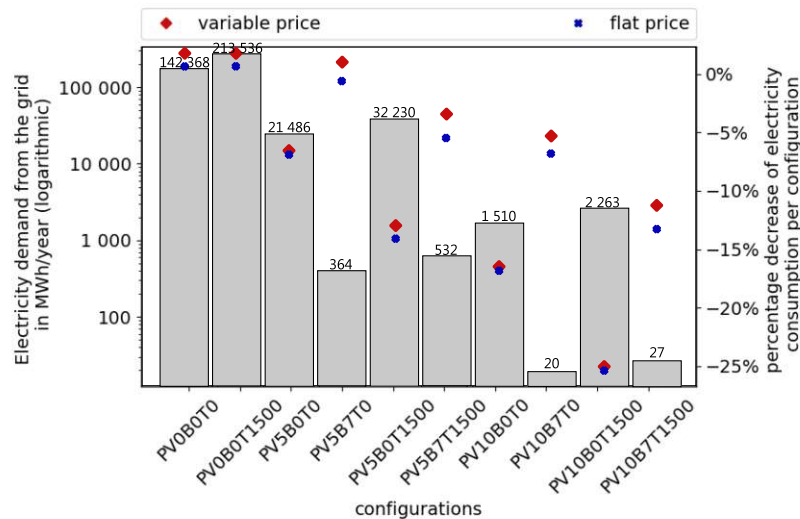 variable price
flat price
Electricity demand from the grid
in MWh/year (logarithmic)
100 000
10 000
1 000
100
142 368
213 536
21 486
364
32 230
532
1 510
20
2 263
27
0%
−5%
−10%
−15%
−20%
−25%
percentage decrease of electricity
consumption per configuration
PV0B0T0
PV0B0T1500
PV5B0T0
PV5B7T0
PV5B0T1500
PV5B7T1500
PV10B0T0
PV10B7T0
PV10B0T1500
PV10B7T1500
configurations